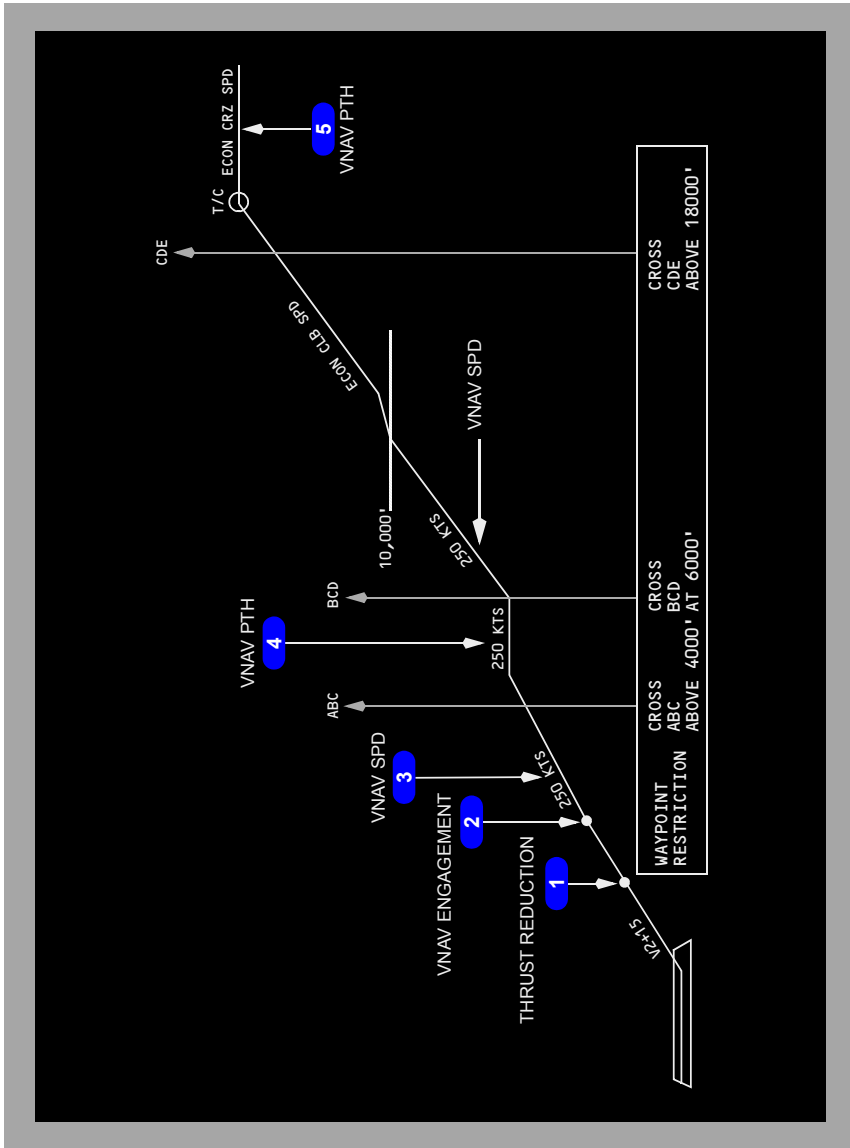 CDE
T/C
ECON CRZ SPD
5
VNAV PTH
ECON CLB SPD
VNAV PTH
4
ABC
BCD
10,000'
VNAV SPD
VNAV SPD
3
250 KTS
250 KTS
250 KTS
VNAV ENGAGEMENT
2
THRUST REDUCTION
1
V2+15
WAYPOINT
RESTRICTION
CROSS
ABC
ABOVE 4000'
CROSS
BCD
AT 6000'
CROSS
CDE
ABOVE 18000'